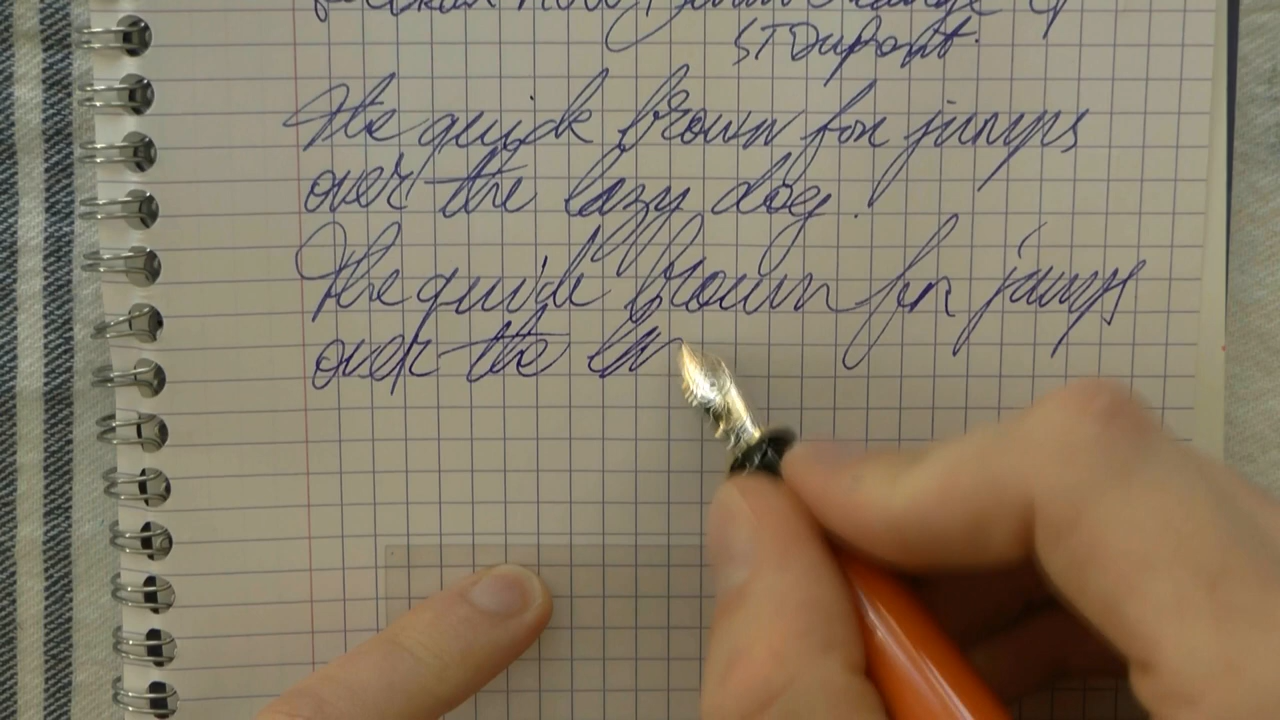 ST Dupont.
The quick brown fox jumps
over the lazy dog.
The quick brown fox jumps
over the la